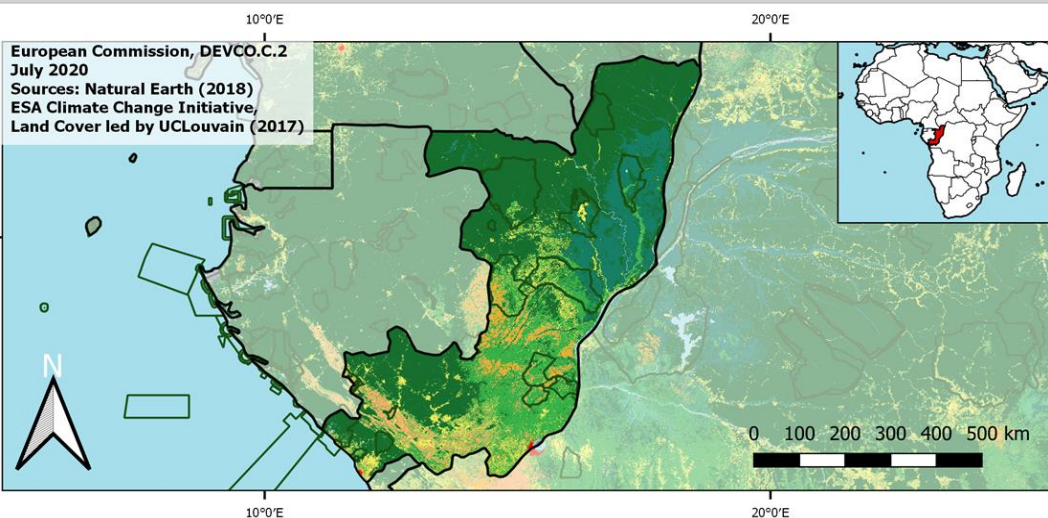 10°0'E 20°0'E
European Commission, DEVCO.C.2
July 2020
Sources: Natural Earth (2018)
ESA Climate Change Initiative,
Land Cover led by UCLouvain (2017)
N
0 100 200 300 400 500 km
10°0'E 20°0'E